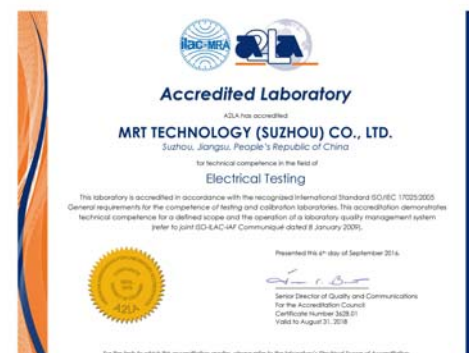 ilac-MRA
A2LA
Accredited Laboratory
A2LA has accredited
MRT TECHNOLOGY (SUZHOU) CO., LTD.
Suzhou, Jiangsu, People's Republic of China
for technical competence in the field of
Electrical Testing
This laboratory is accredited in accordance with the recognized International Standard ISO/IEC 17025:2005
General requirements for the competence of testing and calibration laboratories. This accreditation demonstrates
technical competence for a defined scope and the operation of a laboratory quality management system
(refer to joint ISO-ILAC-IAF Communiqué dated 8 January 2009).
Presented this 6th day of September 2016.
Senior Director of Quality and Communications
For the Accreditation Council
Certificate Number 3628.01
Valid to August 31, 2018
A2LA